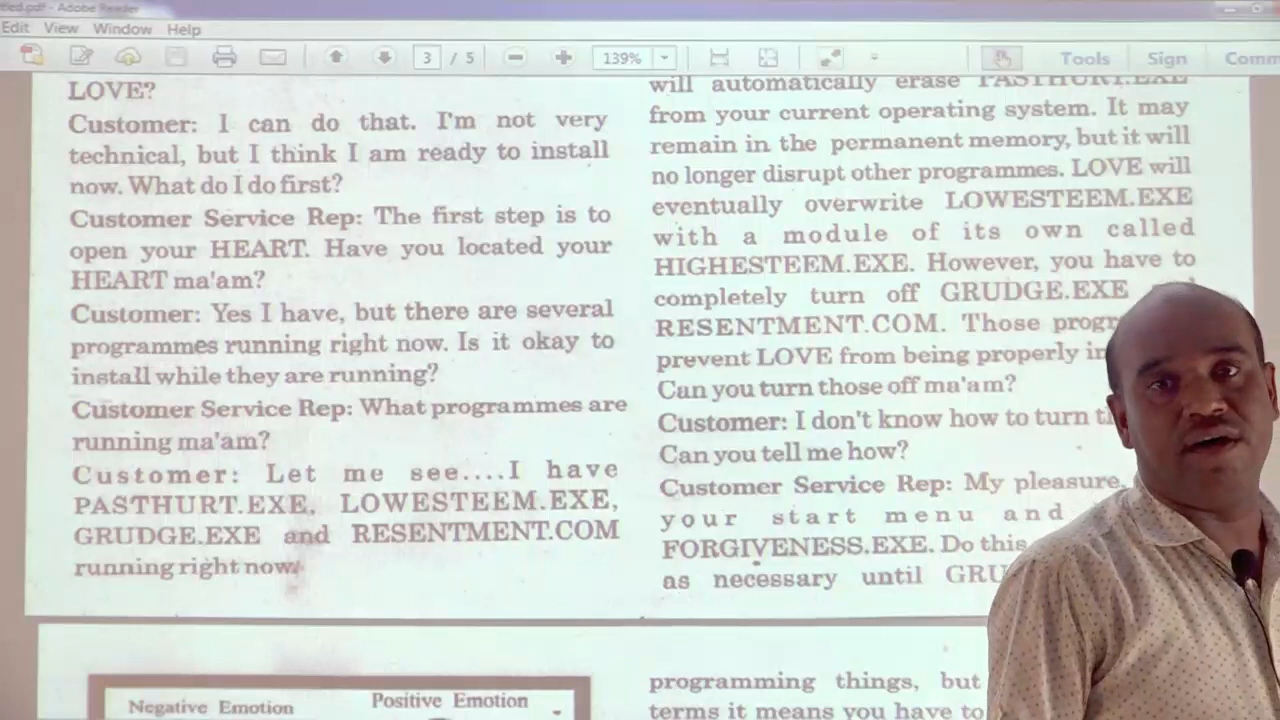 tled.pdf - Adobe Reader
Edit View Window Help
3 / 5 139% Tools Sign Comm
LOVE?
Customer: I can do that. I'm not very
technical, but I think I am ready to install
now. What do I do first?
Customer Service Rep: The first step is to
open your HEART. Have you located your
HEART ma'am?
Customer: Yes I have, but there are several
programmes running right now. Is it okay to
install while they are running?
Customer Service Rep: What programmes are
running ma'am?
Customer: Let me see....I have
PASTHURT.EXE, LOWESTEEM.EXE,
GRUDGE.EXE and RESENTMENT.COM
running right now
will automatically erase PASTHURT.EXE
from your current operating system. It may
remain in the permanent memory, but it will
no longer disrupt other programmes. LOVE will
eventually overwrite LOWESTEEM.EXE
with a module of its own called
HIGHESTEEM.EXE. However, you have to
completely turn off GRUDGE.EXE
RESENTMENT.COM. Those progr
prevent LOVE from being properly in
Can you turn those off ma'am?
Customer: I don't know how to turn th
Can you tell me how?
Customer Service Rep: My pleasure.
your start menu and
FORGIVENESS.EXE. Do this
as necessary until GRU
Negative Emotion Positive Emotion
programming things, but
terms it means you have to